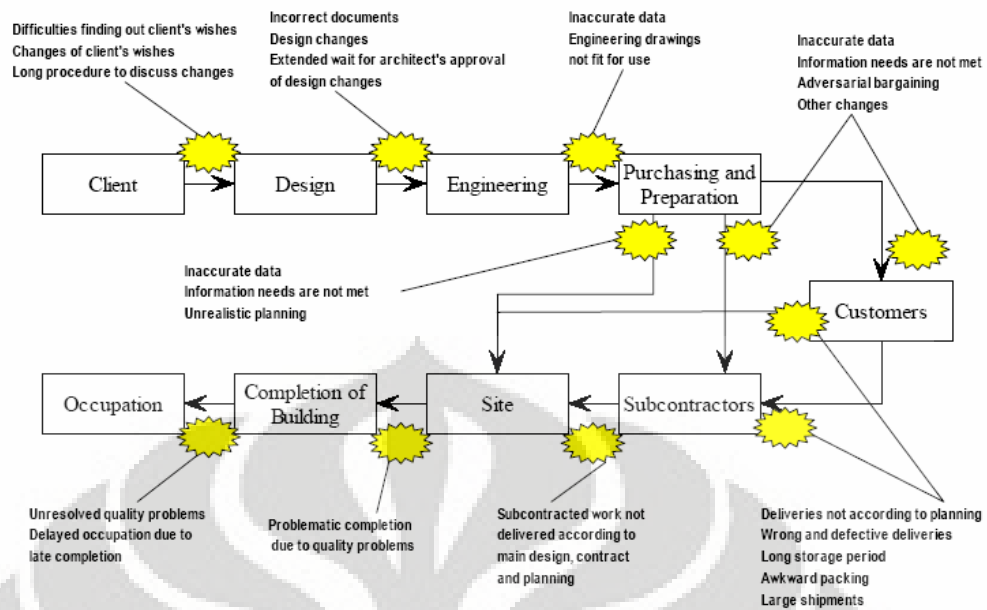 Difficulties finding out client's wishes
Changes of client's wishes
Long procedure to discuss changes
Incorrect documents
Design changes
Extended wait for architect's approval
of design changes
Inaccurate data
Engineering drawings
not fit for use
Inaccurate data
Information needs are not met
Adversarial bargaining
Other changes
Client
Design
Engineering
Purchasing and
Preparation
Inaccurate data
Information needs are not met
Unrealistic planning
Customers
Occupation
Completion of
Building
Site
Subcontractors
Unresolved quality problems
Delayed occupation due to
late completion
Problematic completion
due to quality problems
Subcontracted work not
delivered according to
main design, contract
and planning
Deliveries not according to planning
Wrong and defective deliveries
Long storage period
Awkward packing
Large shipments